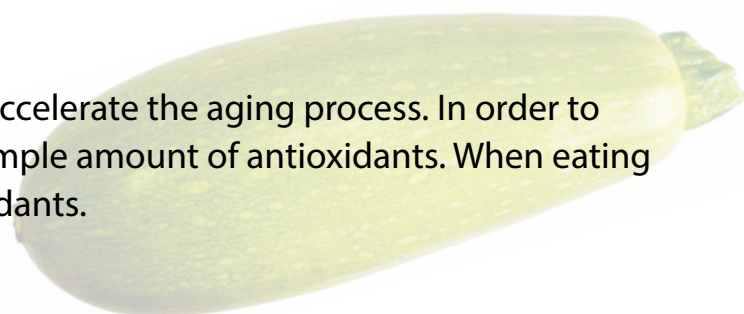 ccelerate the aging process. In order to
mple amount of antioxidants. When eating
dants.